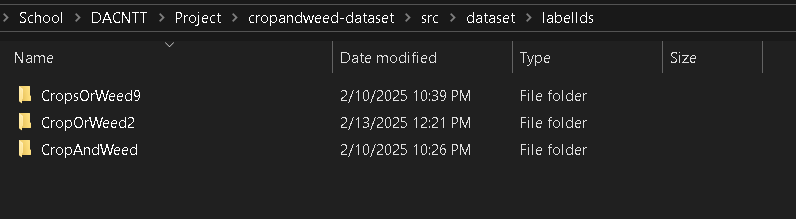 School > DACNTT > Project > cropandweed-dataset > src > dataset > labelIds
Name Date modified Type Size
CropsOrWeed9 2/10/2025 10:39 PM File folder
CropOrWeed2 2/13/2025 12:21 PM File folder
CropAndWeed 2/10/2025 10:26 PM File folder